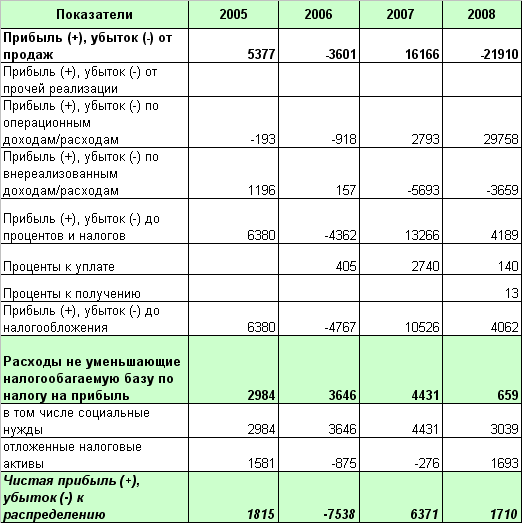 Показатели 2005 2006 2007 2008
Прибыль (+), убыток (-) от
продаж 5377 -3601 16166 -21910
Прибыль (+), убыток (-) от
прочей реализации
Прибыль (+), убыток (-) по
операционным
доходам/расходам -193 -918 2793 29758
Прибыль (+), убыток (-) по
внереализованным
доходам/расходам 1196 157 -5693 -3659
Прибыль (+), убыток (-) до
процентов и налогов 6380 -4362 13266 4189
Проценты к уплате 405 2740 140
Проценты к получению 13
Прибыль (+), убыток (-) до
налогообложения 6380 -4767 10526 4062
Расходы не уменьшающие
налогообагаемую базу по
налогу на прибыль 2984 3646 4431 659
в том числе социальные
нужды 2984 3646 4431 3039
отложенные налоговые
активы 1581 -875 -276 1693
Чистая прибыль (+),
убыток (-) к
распределению 1815 -7538 6371 1710